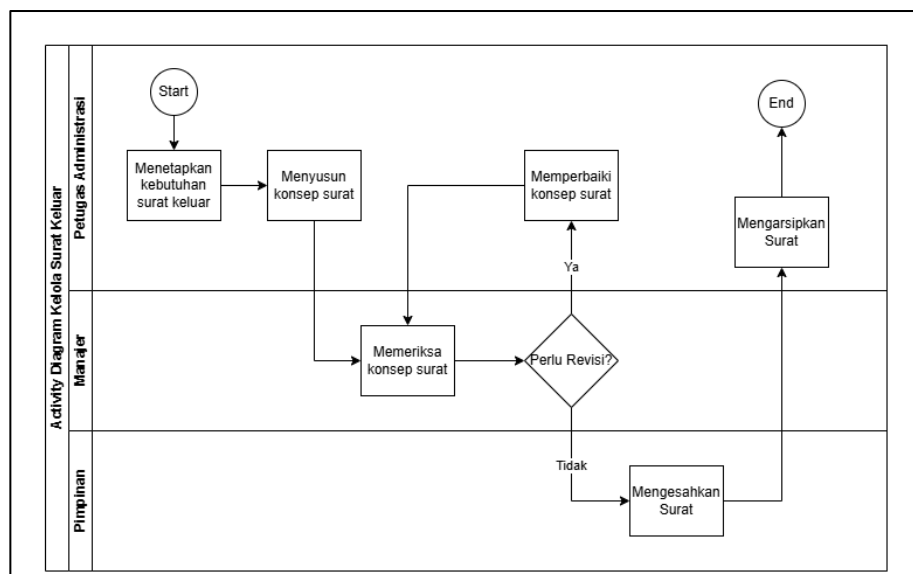 Activity Diagram Kelola Surat Keluar
Petugas Administrasi
Start
Menetapkan
kebutuhan
surat keluar
Menyusun
konsep surat
Memperbaiki
konsep surat
End
Mengarsipkan
Surat
Ya
Manajer
Memeriksa
konsep surat
Perlu Revisi?
Pimpinan
Tidak
Mengesahkan
Surat